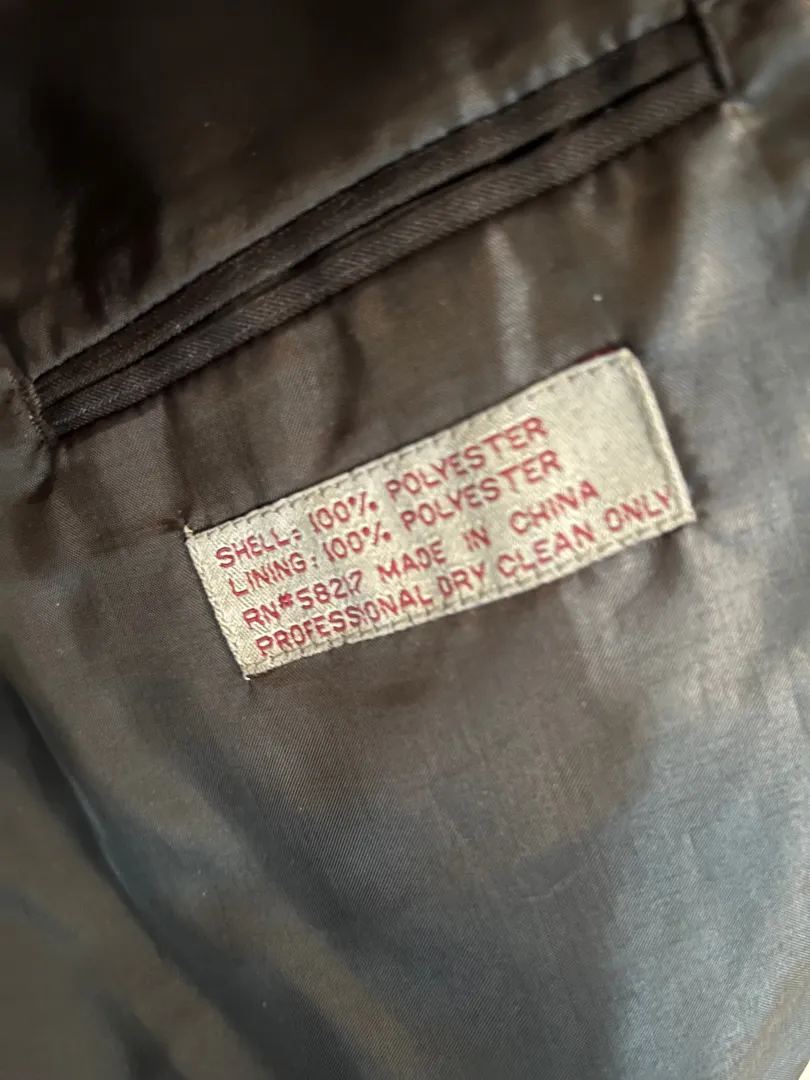 SHELL: 100% POLYESTER
LINING: 100% POLYESTER
RN#58217 MADE IN CHINA
PROFESSIONAL DRY CLEAN ONLY